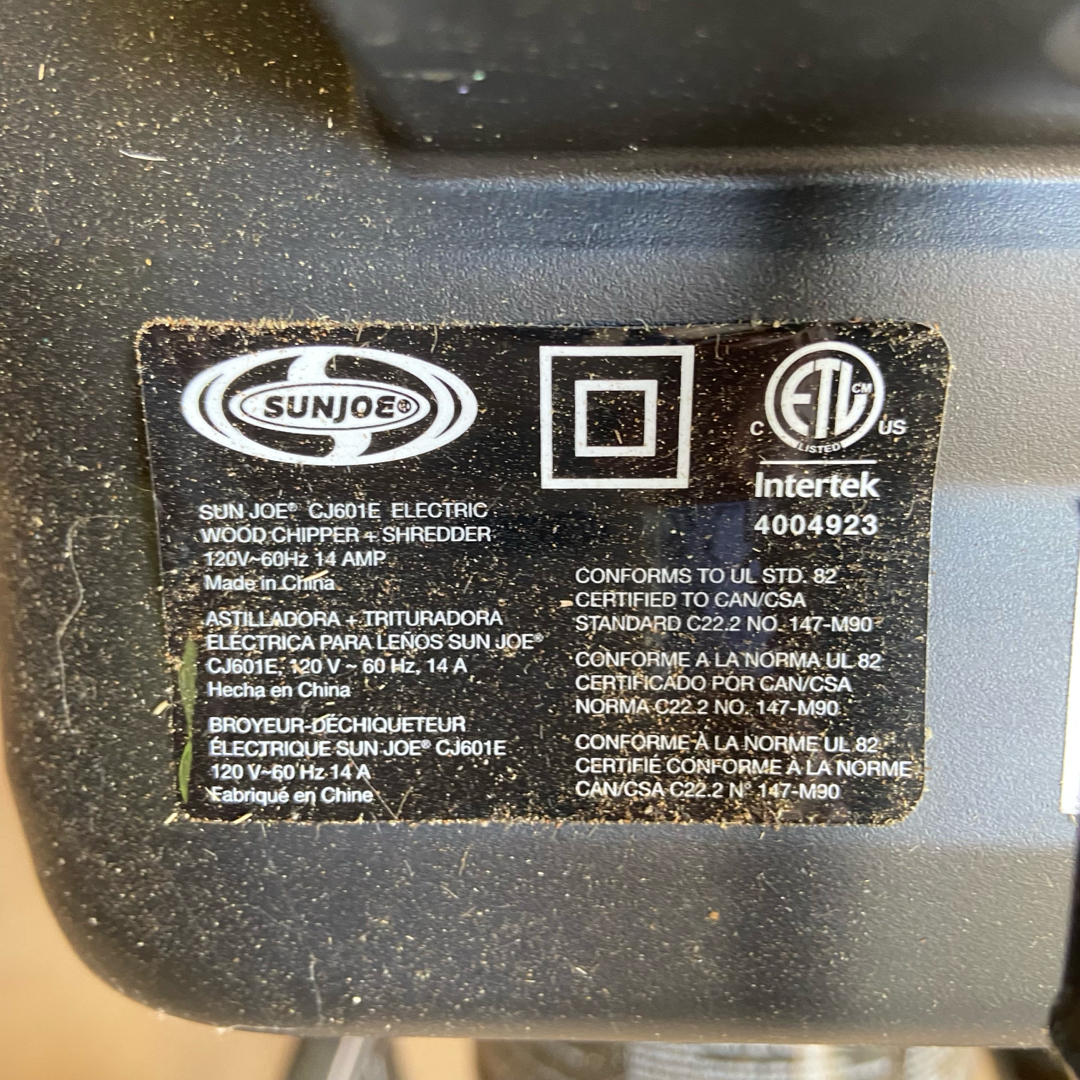 SUNJOE®
ETL CM
C US
LISTED
Intertek
4004923
SUN JOE® CJ601E ELECTRIC
WOOD CHIPPER + SHREDDER
120V~60Hz 14 AMP
Made in China
ASTILLADORA + TRITURADORA
ELÉCTRICA PARA LEÑOS SUN JOE®
CJ601E, 120 V ~ 60 Hz, 14 A
Hecha en China
BROYEUR-DÉCHIQUETEUR
ÉLECTRIQUE SUN JOE® CJ601E
120 V~60 Hz 14 A
Fabriqué en Chine
CONFORMS TO UL STD. 82
CERTIFIED TO CAN/CSA
STANDARD C22.2 NO. 147-M90
CONFORME A LA NORMA UL 82
CERTIFICADO POR CAN/CSA
NORMA C22.2 NO. 147-M90
CONFORME À LA NORME UL 82
CERTIFIÉ CONFORME À LA NORME
CAN/CSA C22.2 N° 147-M90